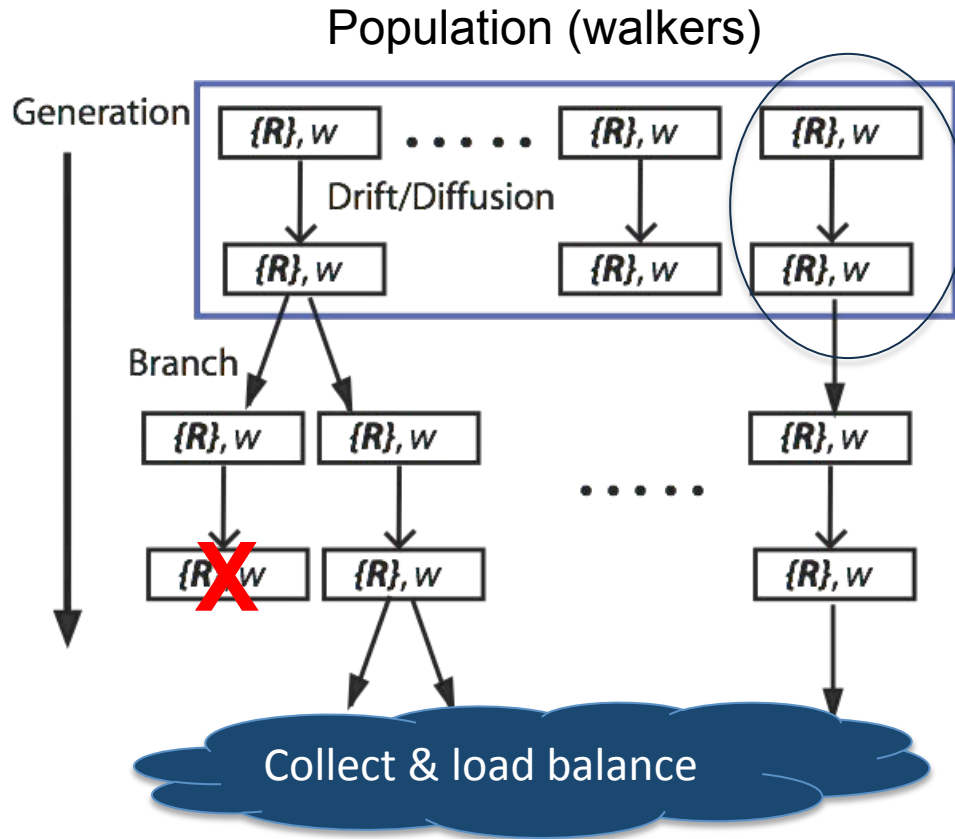 Population (walkers)
Generation
{R}, w ..... {R}, w {R}, w
Drift/Diffusion
{R}, w {R}, w {R}, w
Branch
{R}, w {R}, w {R}, w
.....
{R X w {R}, w {R}, w
Collect & load balance